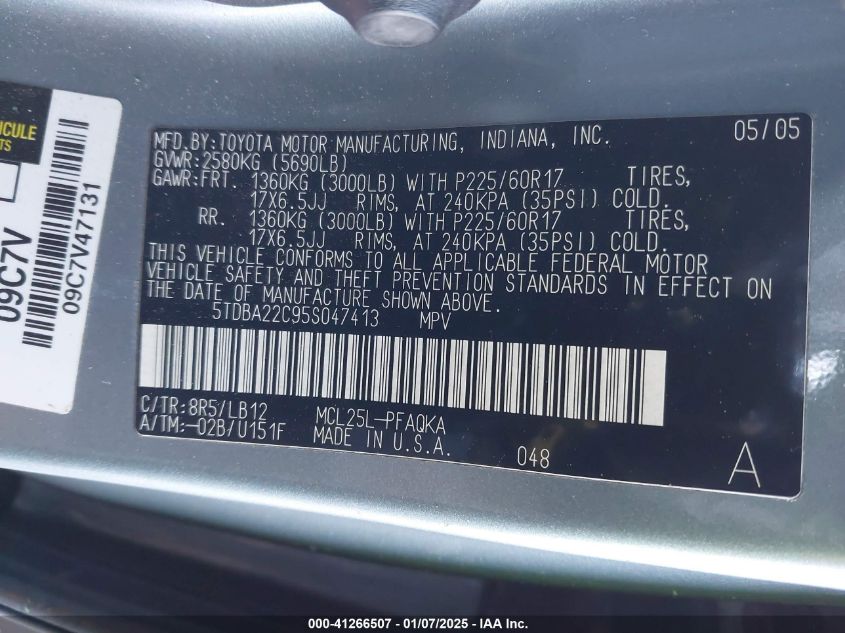 ICULE
TS
09C7V
09C7V47131
MFD.BY:TOYOTA MOTOR MANUFACTURING, INDIANA, INC. 05/05
GVWR:2580KG (5690LB)
GAWR:FRT. 1360KG (3000LB) WITH P225/60R17 TIRES,
17X6.5JJ RIMS, AT 240KPA (35PSI) COLD.
RR. 1360KG (3000LB) WITH P225/60R17 TIRES,
17X6.5JJ RIMS, AT 240KPA (35PSI) COLD.
THIS VEHICLE CONFORMS TO ALL APPLICABLE FEDERAL MOTOR
VEHICLE SAFETY AND THEFT PREVENTION STANDARDS IN EFFECT ON
THE DATE OF MANUFACTURE SHOWN ABOVE.
5TDBA22C95S047413 MPV
C/TR:8R5/LB12 MCL25L-PFAQKA
A/TM:-02B/U151F MADE IN U.S.A.
048
A
000-41266507 - 01/07/2025 - IAA Inc.